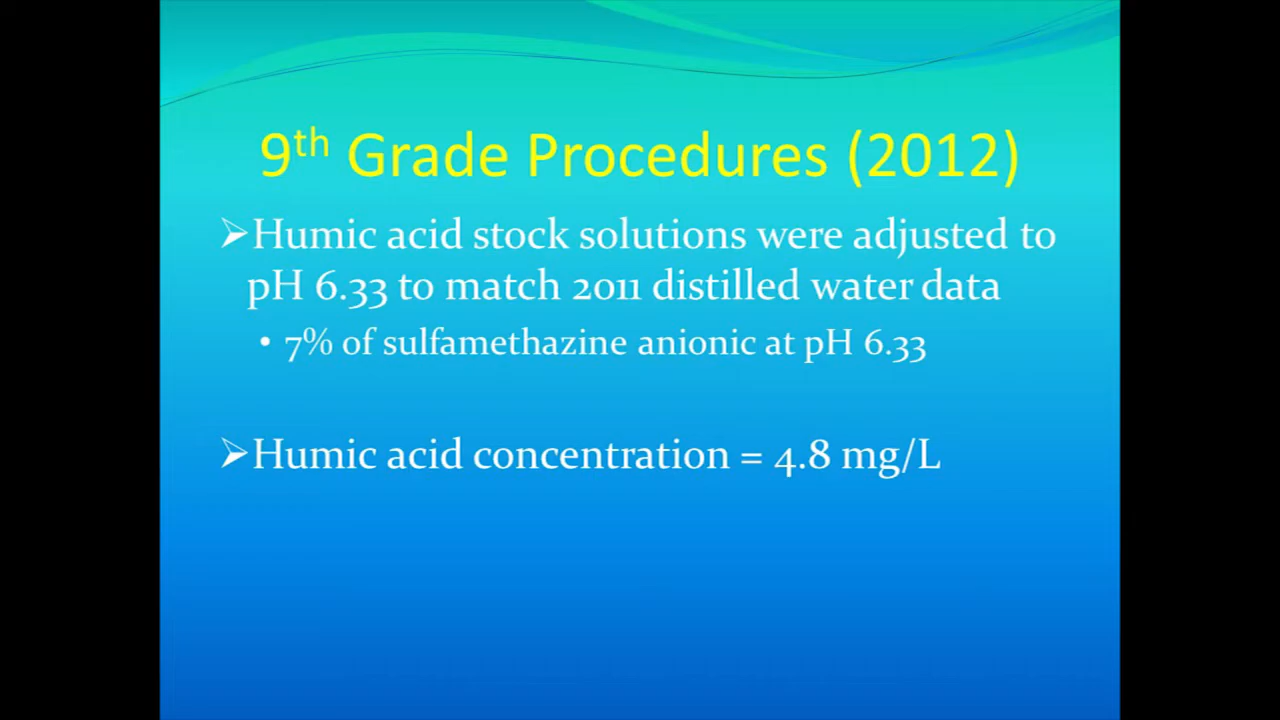 9th Grade Procedures (2012)
➢Humic acid stock solutions were adjusted to
pH 6.33 to match 2011 distilled water data
• 7% of sulfamethazine anionic at pH 6.33
➢Humic acid concentration = 4.8 mg/L